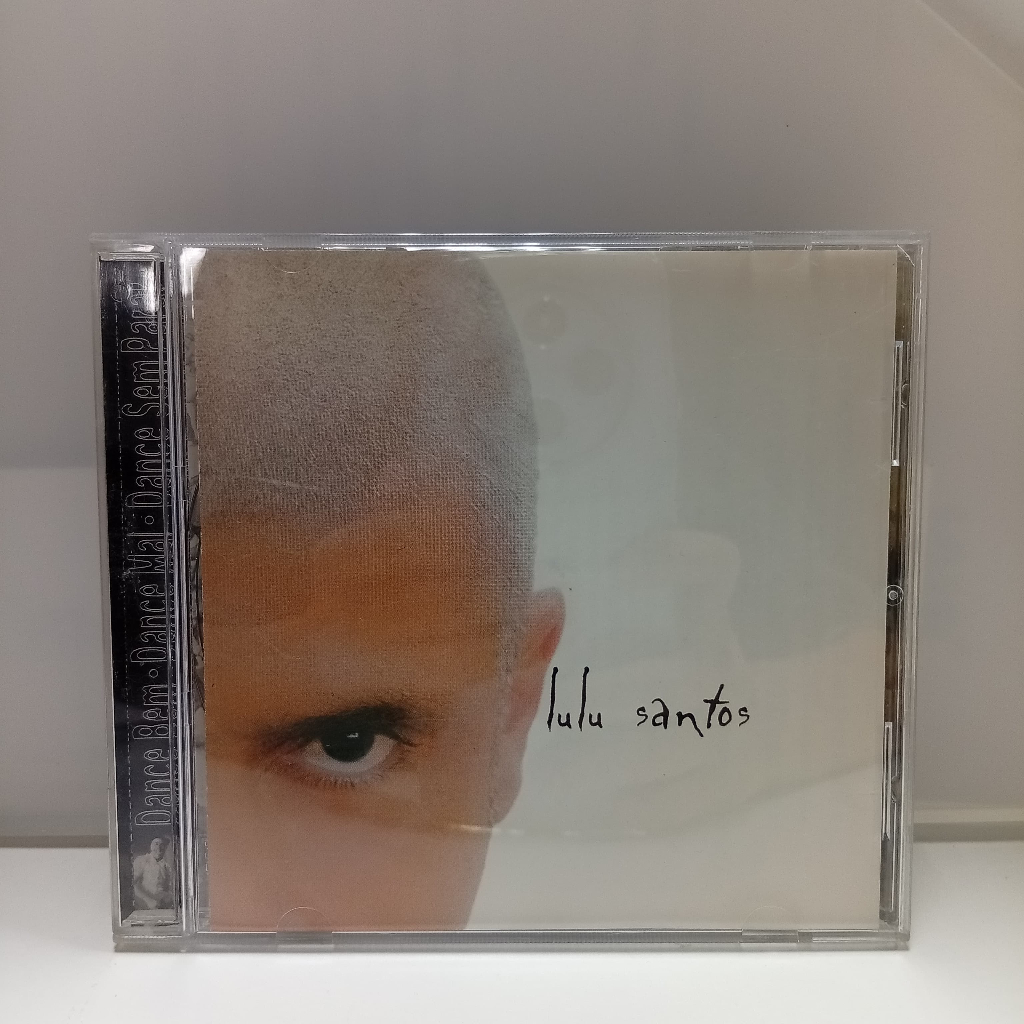 Dance Bem • Dance Mal • Dance Sem Parar
lulu santos